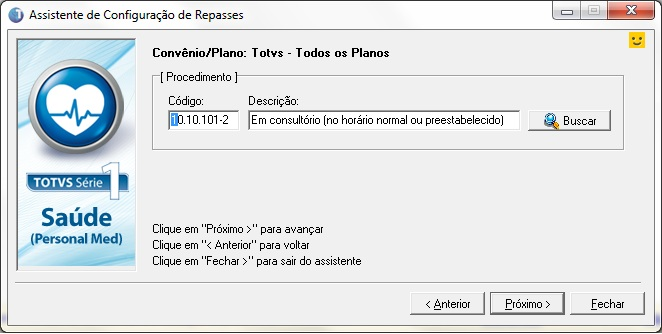 Assistente de Configuração de Repasses
Convênio/Plano: Totvs - Todos os Planos
[ Procedimento ]
Código: Descrição:
10.10.101-2 Em consultório (no horário normal ou preestabelecido) Buscar
TOTVS Série 1
Saúde
(Personal Med)
Clique em "Próximo >" para avançar
Clique em "< Anterior" para voltar
Clique em "Fechar >" para sair do assistente
< Anterior Próximo > Fechar